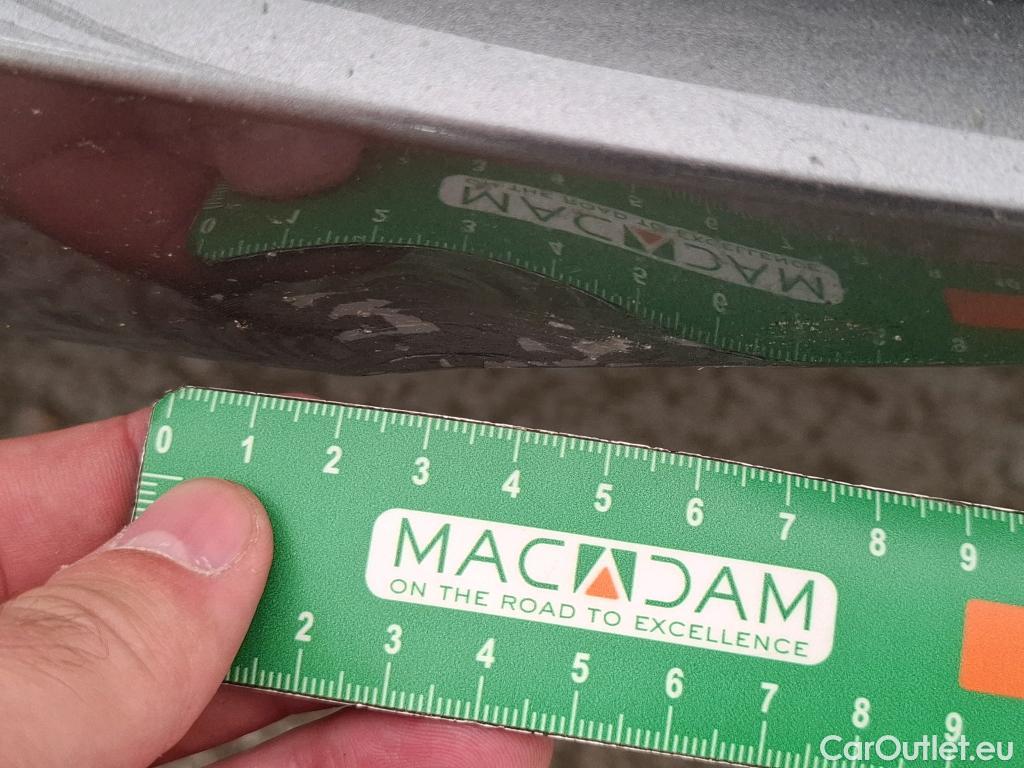 0 1 2 3 4 5 6 7 8 9
MACADAM
ON THE ROAD TO EXCELLENCE
2 3 4 5 6 7 8 9
CarOutlet.eu